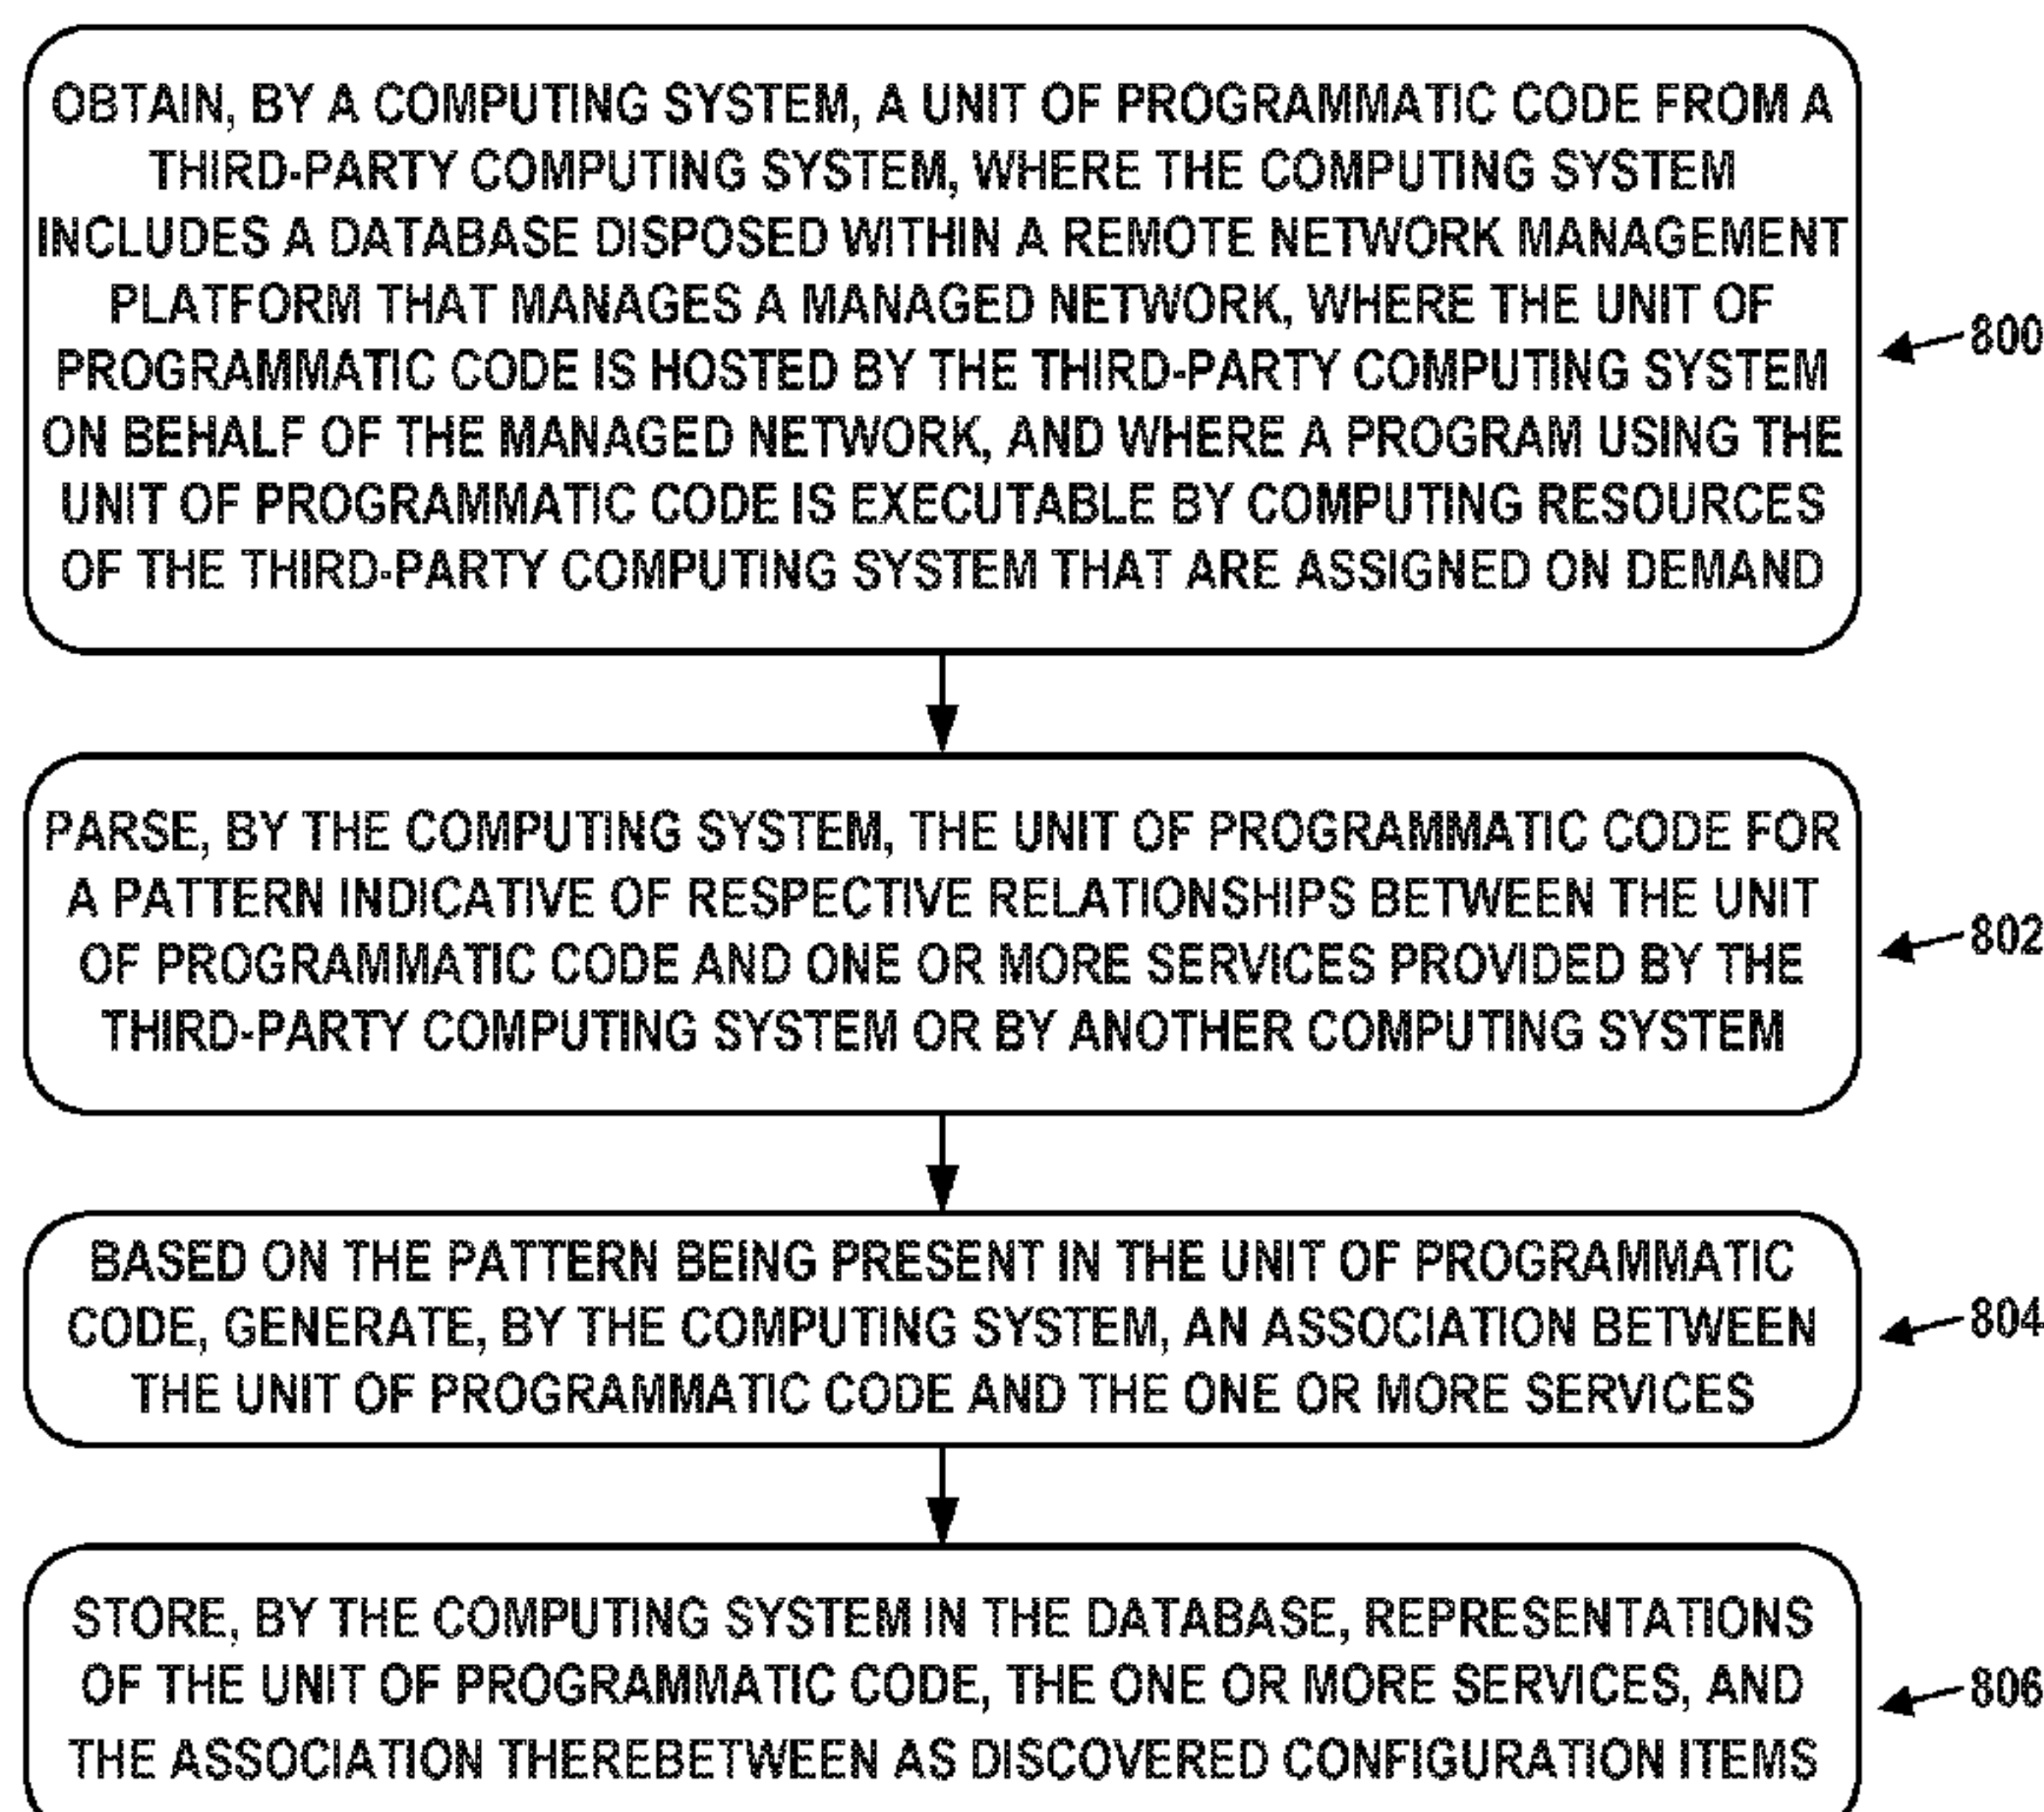 OBTAIN, BY A COMPUTING SYSTEM, A UNIT OF PROGRAMMATIC CODE FROM A
THIRD-PARTY COMPUTING SYSTEM, WHERE THE COMPUTING SYSTEM
INCLUDES A DATABASE DISPOSED WITHIN A REMOTE NETWORK MANAGEMENT
PLATFORM THAT MANAGES A MANAGED NETWORK, WHERE THE UNIT OF
PROGRAMMATIC CODE IS HOSTED BY THE THIRD-PARTY COMPUTING SYSTEM
ON BEHALF OF THE MANAGED NETWORK, AND WHERE A PROGRAM USING THE
UNIT OF PROGRAMMATIC CODE IS EXECUTABLE BY COMPUTING RESOURCES
OF THE THIRD-PARTY COMPUTING SYSTEM THAT ARE ASSIGNED ON DEMAND
800
PARSE, BY THE COMPUTING SYSTEM, THE UNIT OF PROGRAMMATIC CODE FOR
A PATTERN INDICATIVE OF RESPECTIVE RELATIONSHIPS BETWEEN THE UNIT
OF PROGRAMMATIC CODE AND ONE OR MORE SERVICES PROVIDED BY THE
THIRD-PARTY COMPUTING SYSTEM OR BY ANOTHER COMPUTING SYSTEM
802
BASED ON THE PATTERN BEING PRESENT IN THE UNIT OF PROGRAMMATIC
CODE, GENERATE, BY THE COMPUTING SYSTEM, AN ASSOCIATION BETWEEN
THE UNIT OF PROGRAMMATIC CODE AND THE ONE OR MORE SERVICES
804
STORE, BY THE COMPUTING SYSTEM IN THE DATABASE, REPRESENTATIONS
OF THE UNIT OF PROGRAMMATIC CODE, THE ONE OR MORE SERVICES, AND
THE ASSOCIATION THEREBETWEEN AS DISCOVERED CONFIGURATION ITEMS
806